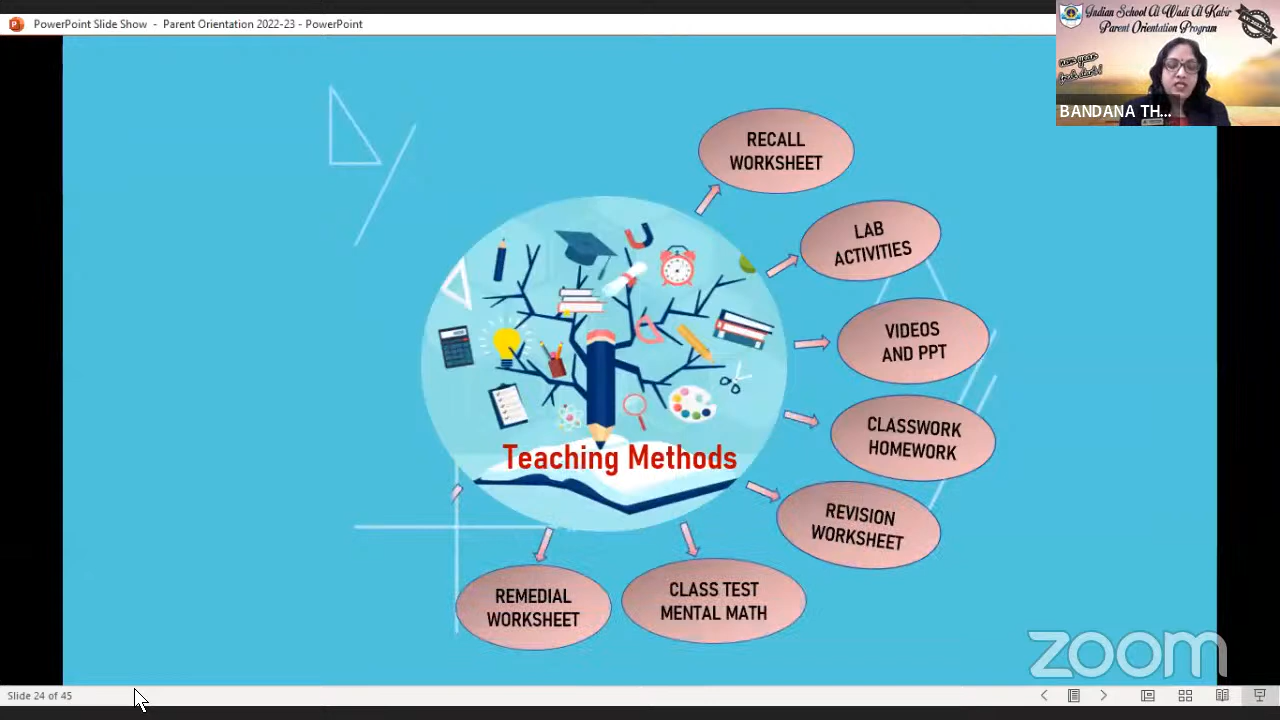 PowerPoint Slide Show - Parent Orientation 2022-23 - PowerPoint
Indian School Al Wadi Al Kabir
Parent Orientation Program
new year
BANDANA TH...
RECALL
WORKSHEET
LAB
ACTIVITIES
VIDEOS
AND PPT
CLASSWORK
HOMEWORK
REVISION
WORKSHEET
CLASS TEST
MENTAL MATH
REMEDIAL
WORKSHEET
Teaching Methods
zoom
Slide 24 of 45